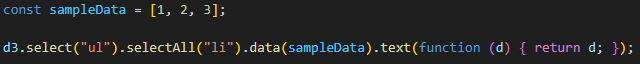 const sampleData = [1, 2, 3];
d3.select("ul").selectAll("li").data(sampleData).text(function (d) { return d; });